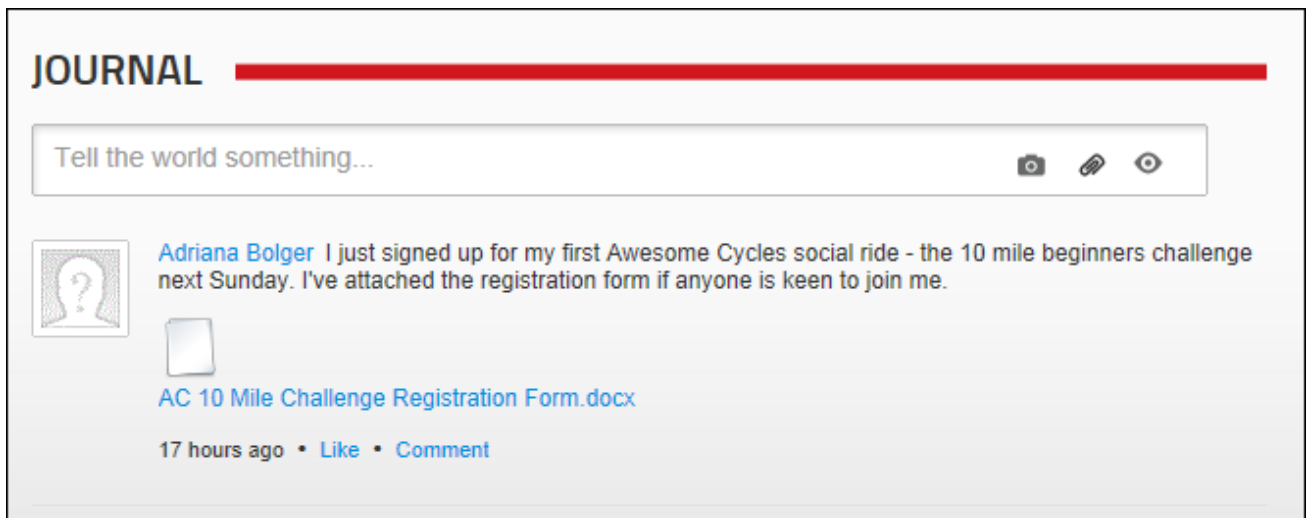 JOURNAL
Tell the world something...
Adriana Bolger I just signed up for my first Awesome Cycles social ride - the 10 mile beginners challenge
next Sunday. I've attached the registration form if anyone is keen to join me.
AC 10 Mile Challenge Registration Form.docx
17 hours ago • Like • Comment